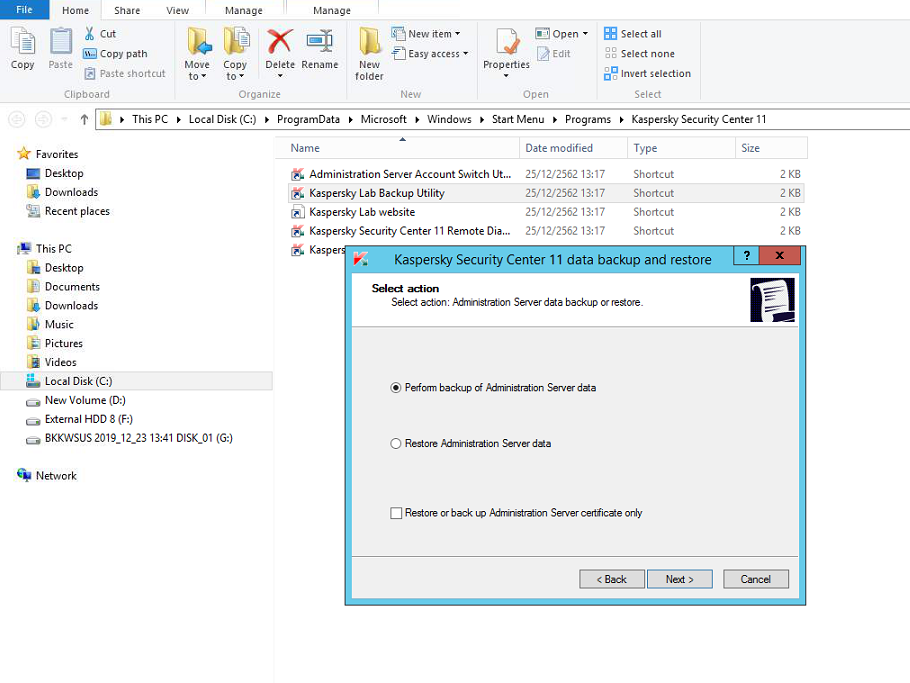 File Home Share View Manage Manage
Cut
Copy path
Paste shortcut
Copy Paste
Clipboard
Move to Copy to Delete Rename
Organize
New folder
New item
Easy access
New
Properties
Open
Edit
Open
Select all
Select none
Invert selection
Select
This PC Local Disk (C:) ProgramData Microsoft Windows Start Menu Programs Kaspersky Security Center 11
Favorites
Desktop
Downloads
Recent places
This PC
Desktop
Documents
Downloads
Music
Pictures
Videos
Local Disk (C:)
New Volume (D:)
External HDD 8 (F:)
BKKWSUS 2019_12_23 13:41 DISK_01 (G:)
Network
Name Date modified Type Size
Administration Server Account Switch Ut... 25/12/2562 13:17 Shortcut 2 KB
Kaspersky Lab Backup Utility 25/12/2562 13:17 Shortcut 2 KB
Kaspersky Lab website 25/12/2562 13:17 Shortcut 2 KB
Kaspersky Security Center 11 Remote Dia... 25/12/2562 13:17 Shortcut 2 KB
Kaspers
Kaspersky Security Center 11 data backup and restore ? x
Select action
Select action: Administration Server data backup or restore.
Perform backup of Administration Server data
Restore Administration Server data
Restore or back up Administration Server certificate only
< Back Next > Cancel